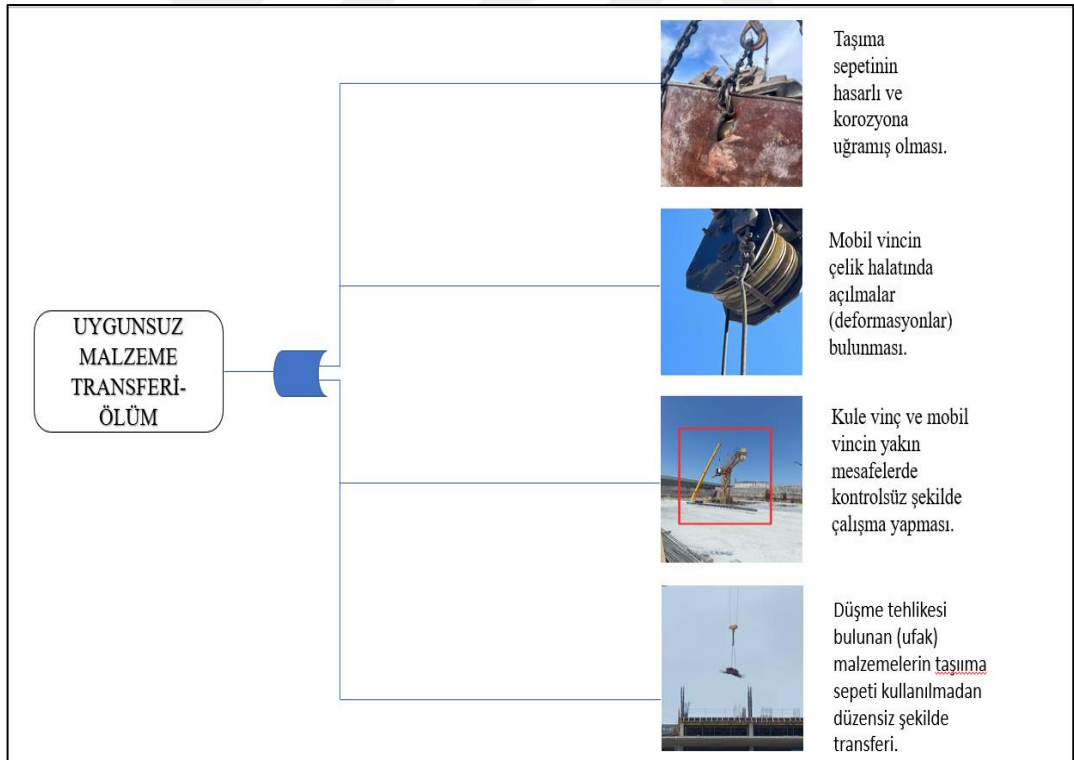 UYGUNSUZ
MALZEME
TRANSFERİ-
ÖLÜM
Taşıma
sepetinin
hasarlı ve
korozyona
uğramış olması.
Mobil vincin
çelik halatında
açılmalar
(deformasyonlar)
bulunması.
Kule vinç ve mobil
vincin yakın
mesafelerde
kontrolsüz şekilde
çalışma yapması.
Düşme tehlikesi
bulunan (ufak)
malzemelerin taşıima
sepeti kullanılmadan
düzensiz şekilde
transferi.